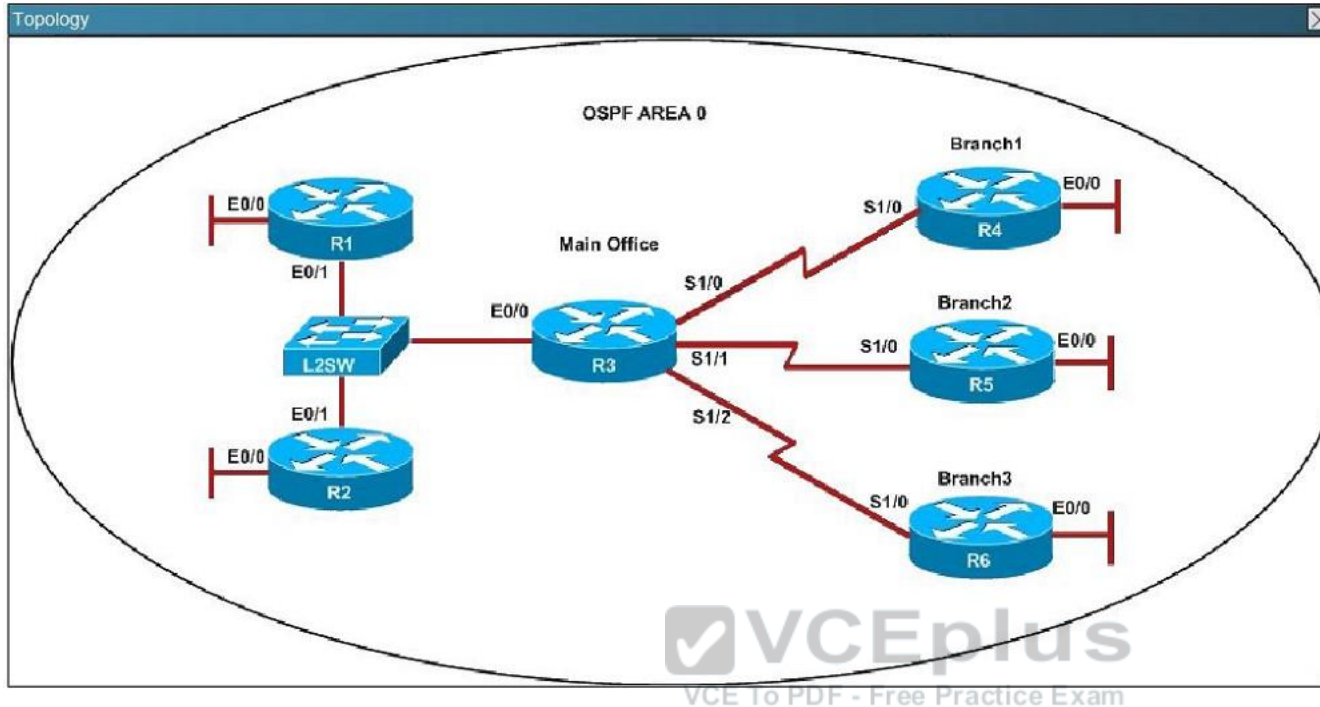 Topology
OSPF AREA 0
Branch1
E0/0
R1
E0/1
S1/0
E0/0
R4
Main Office
S1/0
E0/0
R3
L2SW
Branch2
S1/0
E0/0
R5
S1/1
S1/2
E0/1
E0/0
R2
Branch3
S1/0
E0/0
R6
VCEplus
VCE To PDF - Free Practice Exam